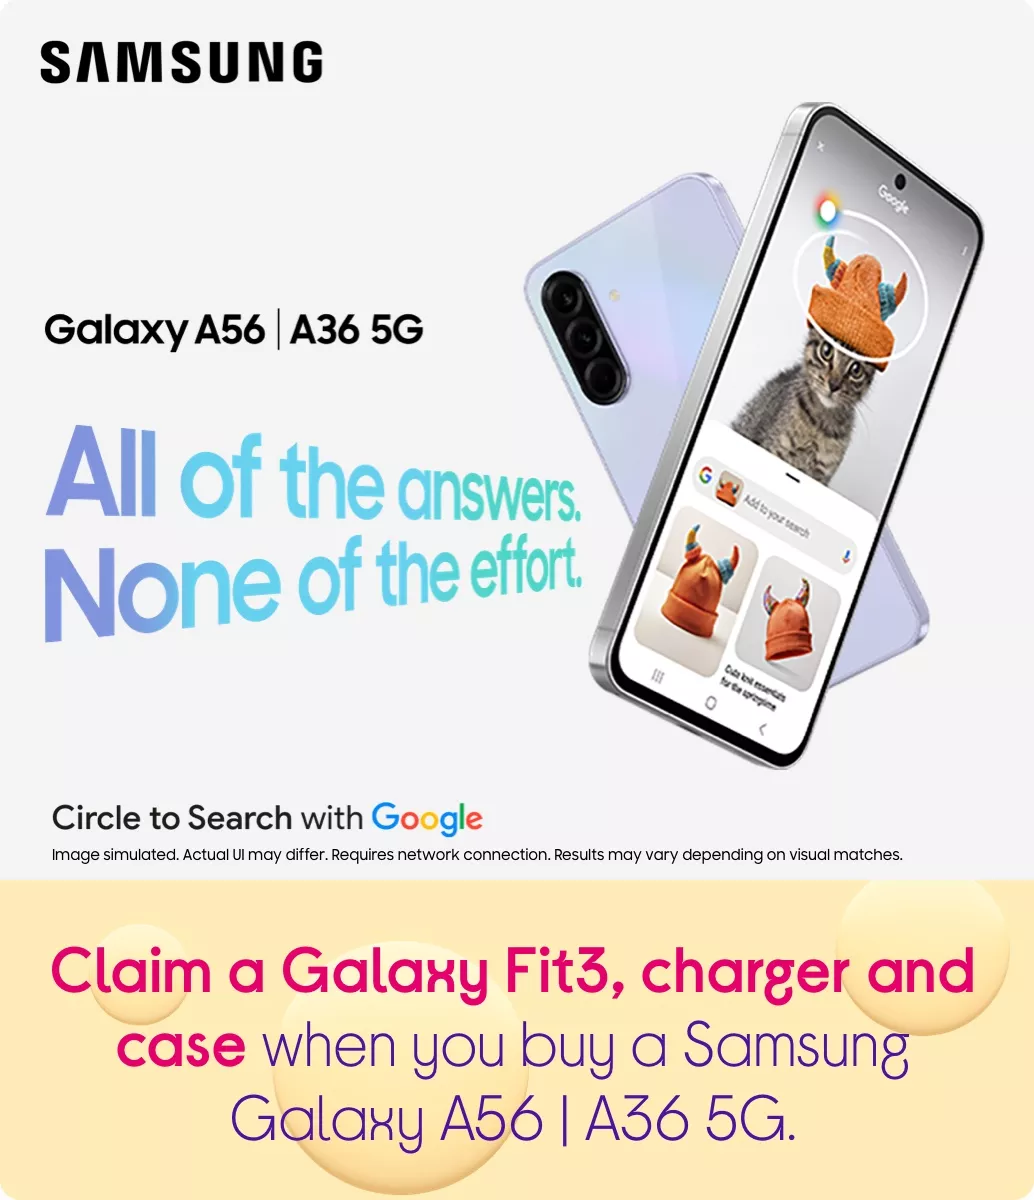 SAMSUNG
Google
Galaxy A56 | A36 5G
All of the answers.
None of the effort.
G
Add to your search
Cute knit essentials
for the springtime
Circle to Search with Google
Image simulated. Actual UI may differ. Requires network connection. Results may vary depending on visual matches.
Claim a Galaxy Fit3, charger and
case when you buy a Samsung
Galaxy A56 | A36 5G.